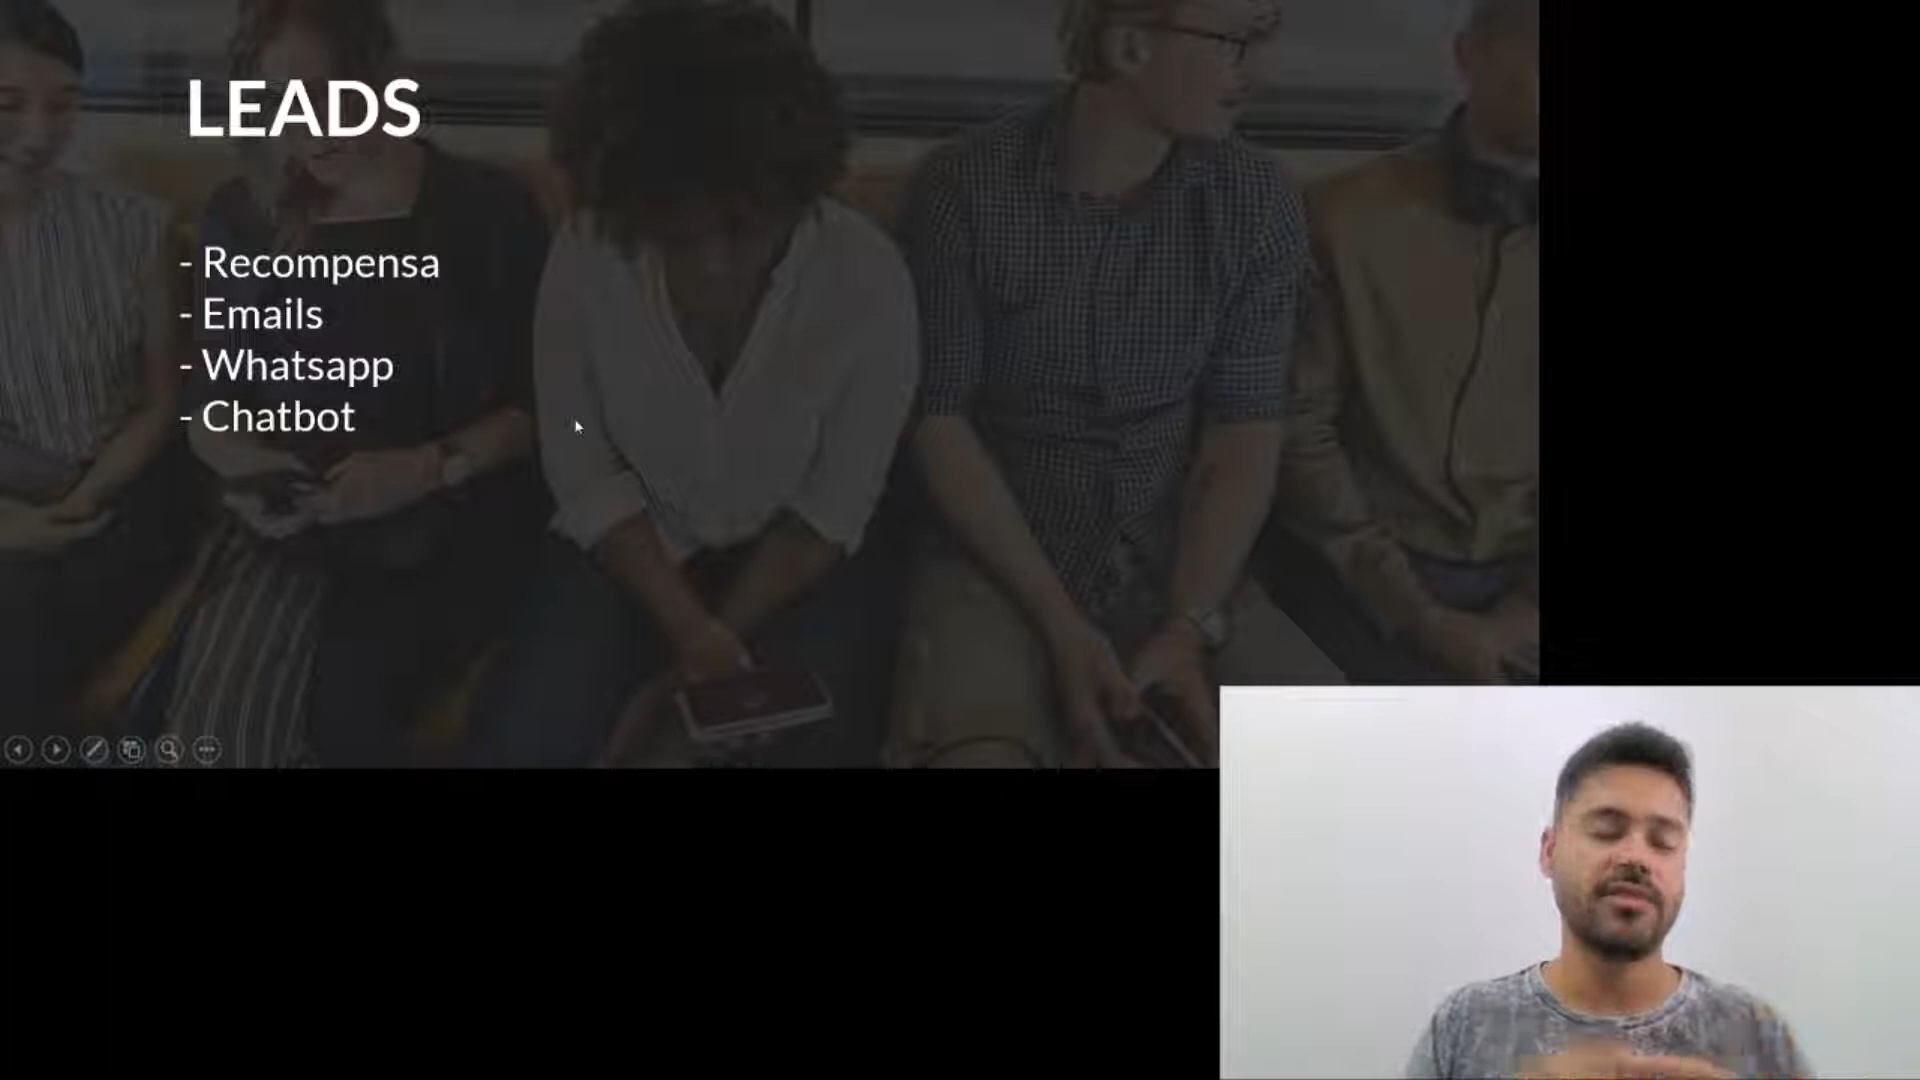 LEADS
- Recompensa
- Emails
- Whatsapp
- Chatbot